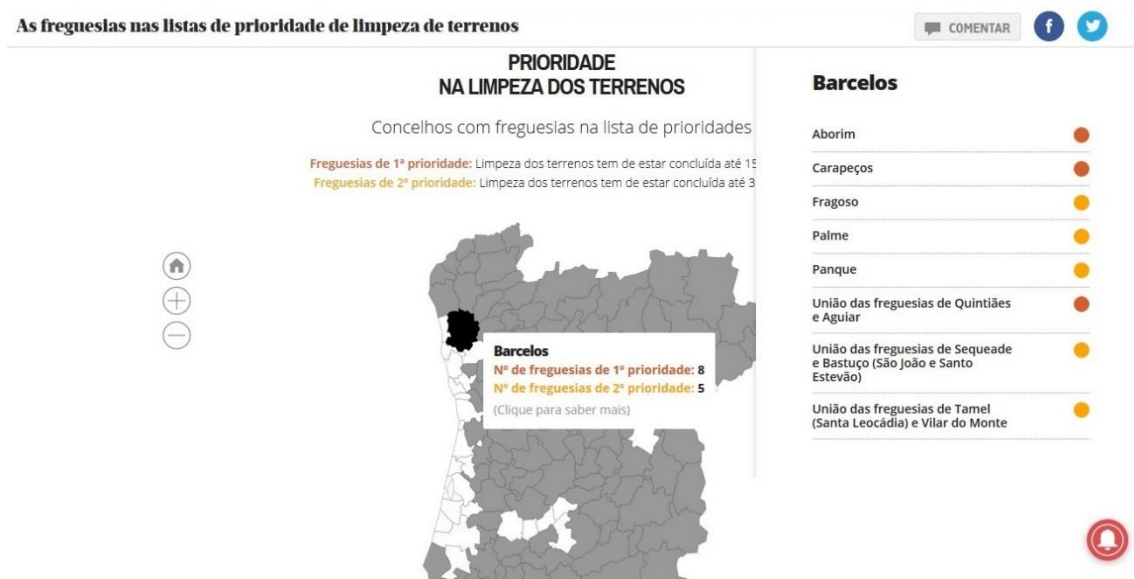 As freguesias nas listas de prioridade de limpeza de terrenos
COMENTAR
PRIORIDADE
NA LIMPEZA DOS TERRENOS
Concelhos com freguesias na lista de prioridades
Freguesias de 1ª prioridade: Limpeza dos terrenos tem de estar concluída até 15
Freguesias de 2ª prioridade: Limpeza dos terrenos tem de estar concluída até 3
Barcelos
Nº de freguesias de 1º prioridade: 8
Nº de freguesias de 2º prioridade: 5
(Clique para saber mais)
Barcelos
Aborim
Carapeços
Fragoso
Palme
Panque
União das freguesias de Quintiães
e Aguiar
União das freguesias de Sequeade
e Bastuço (São João e Santo
Estevão)
União das freguesias de Tamel
(Santa Leocádia) e Vilar do Monte